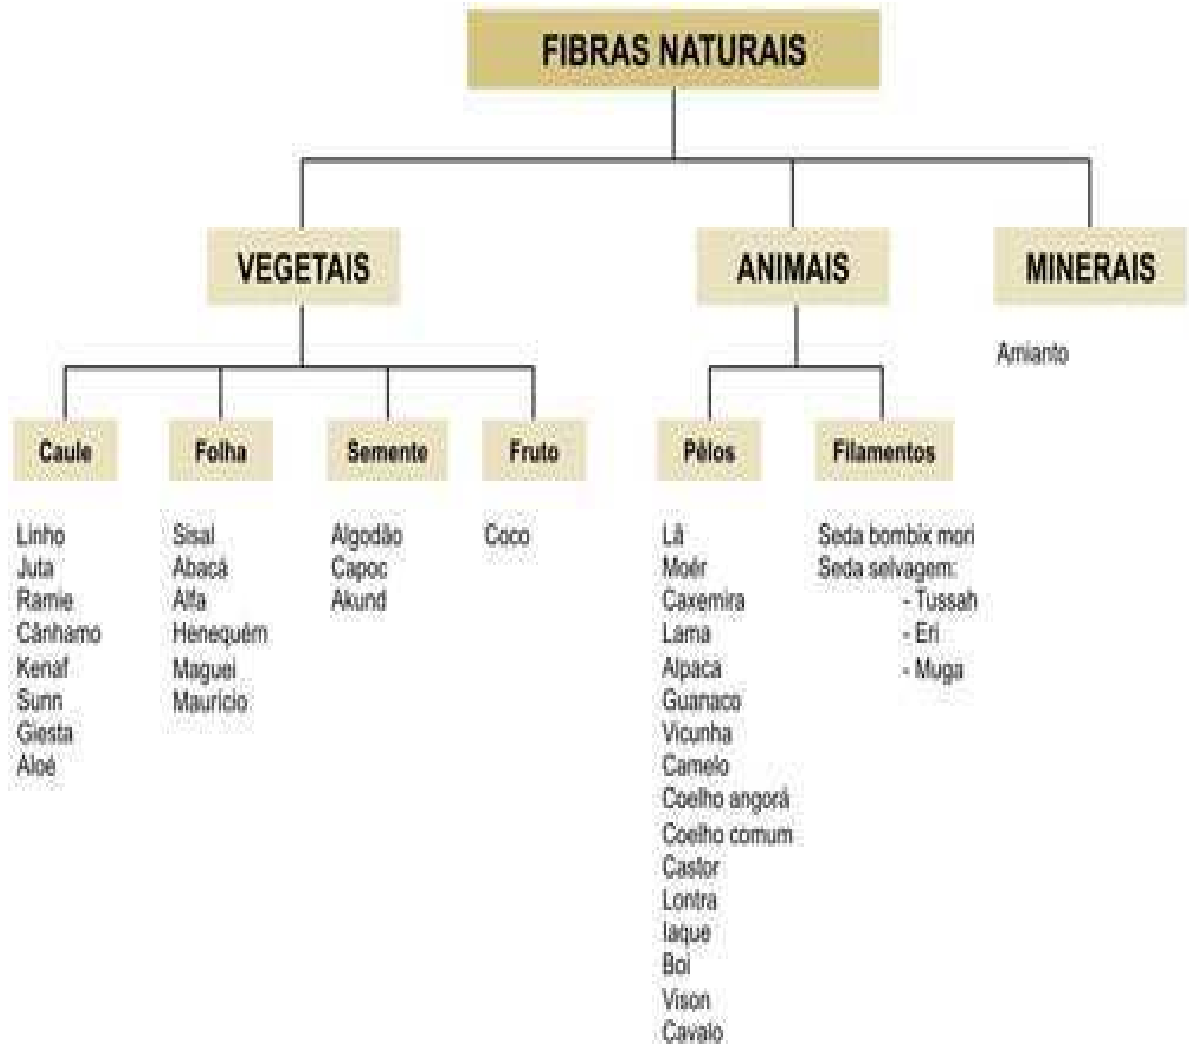 FIBRAS NATURAIS
VEGETAIS
ANIMAIS
MINERAIS
Amianto
Caule
Folha
Semente
Fruto
Pêlos
Filamentos
Linho
Juta
Ramie
Cânhamo
Kenaf
Sunn
Giesta
Aloé
Sisal
Abacá
Alfa
Henequém
Maguei
Maurício
Algodão
Capoc
Akund
Coco
Lã
Moér
Caxemira
Lama
Alpaca
Guanaco
Vicunha
Camelo
Coelho angorá
Coelho comum
Castor
Lontra
Iaque
Boi
Vison
Cavalo
Seda bombix mori
Seda selvagem:
- Tussah
- Eri
- Muga